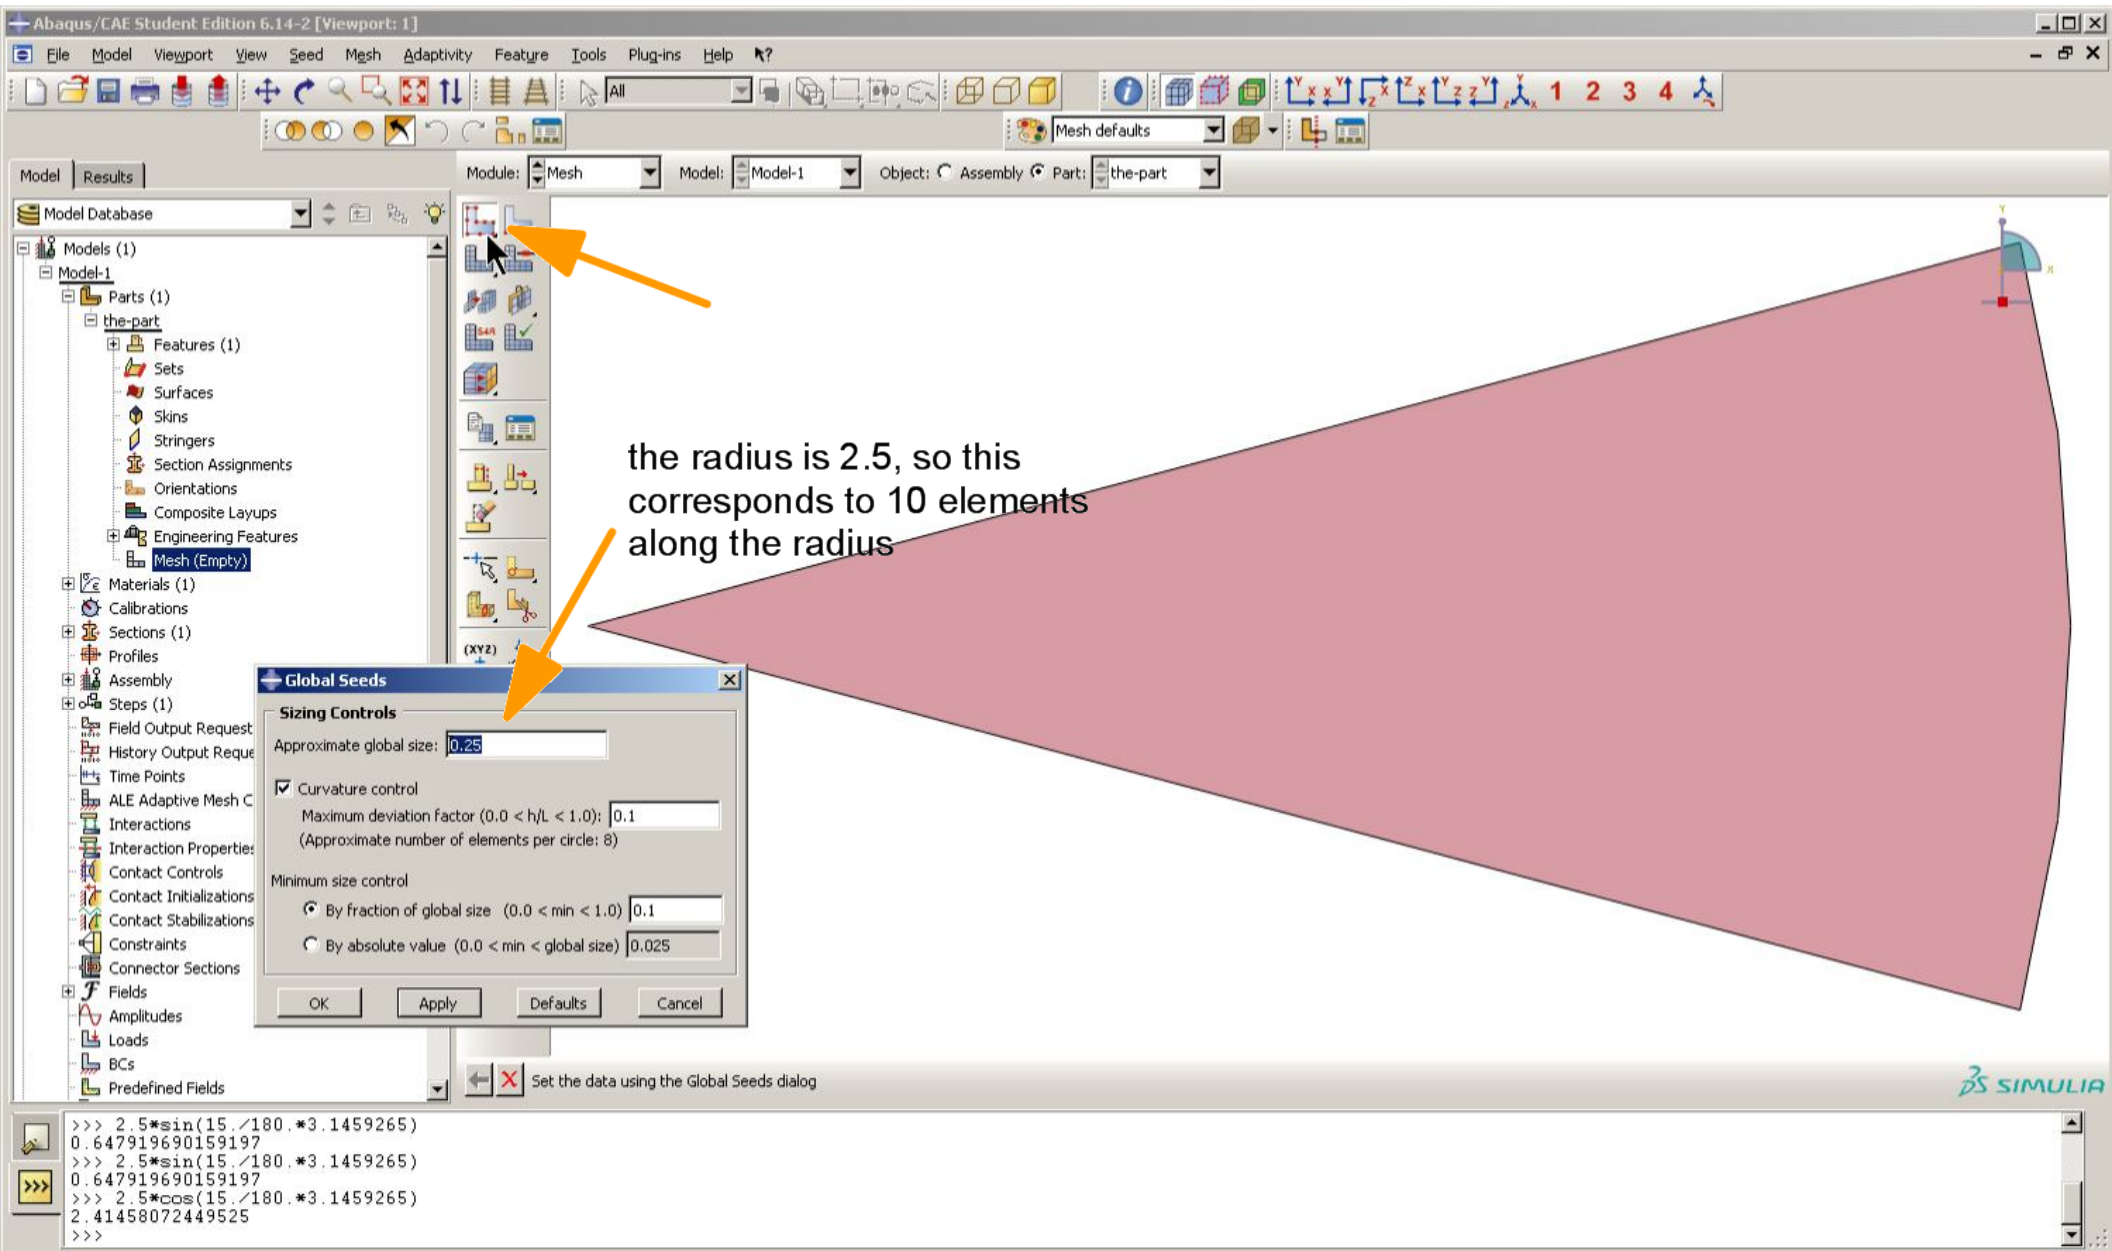 Abaqus/CAE Student Edition 6.14-2 [Viewport: 1]
File Model Viewport View Seed Mesh Adaptivity Feature Tools Plug-ins Help
All
1 2 3 4
Mesh defaults
Model Results
Module: Mesh Model: Model-1 Object: Assembly Part: the-part
Model Database
Models (1)
Model-1
Parts (1)
the-part
Features (1)
Sets
Surfaces
Skins
Stringers
Section Assignments
Orientations
Composite Layups
Engineering Features
Mesh (Empty)
Materials (1)
Calibrations
Sections (1)
Profiles
Assembly
Steps (1)
Field Output Request
History Output Reque
Time Points
ALE Adaptive Mesh C
Interactions
Interaction Properties
Contact Controls
Contact Initializations
Contact Stabilizations
Constraints
Connector Sections
Fields
Amplitudes
Loads
BCs
Predefined Fields
the radius is 2.5, so this
corresponds to 10 elements
along the radius
(XYZ)
Global Seeds
Sizing Controls
Approximate global size: 0.25
Curvature control
Maximum deviation factor (0.0 < h/L < 1.0): 0.1
(Approximate number of elements per circle: 8)
Minimum size control
By fraction of global size (0.0 < min < 1.0) 0.1
By absolute value (0.0 < min < global size) 0.025
OK Apply Defaults Cancel
Set the data using the Global Seeds dialog
SIMULIA
>>> 2.5*sin(15./180.*3.1459265)
0.647919690159197
>>> 2.5*sin(15./180.*3.1459265)
0.647919690159197
>>> 2.5*cos(15./180.*3.1459265)
2.41458072449525
>>>